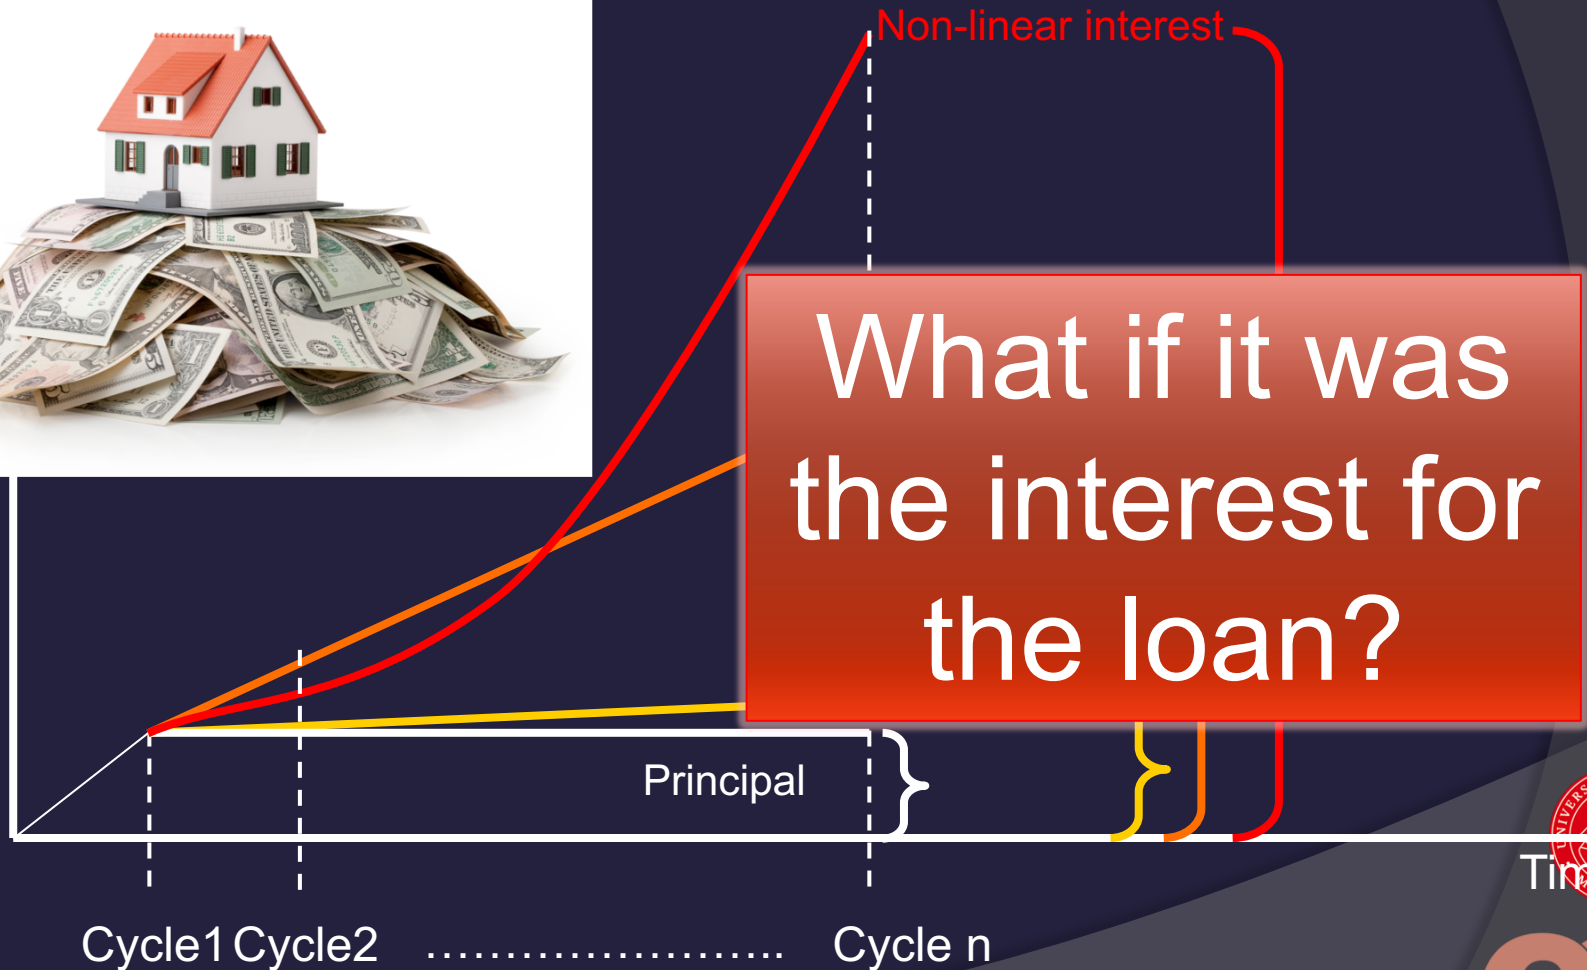 Non-linear interest
What if it was
the interest for
the loan?
Principal
Cycle1 Cycle2 …………………….. Cycle n